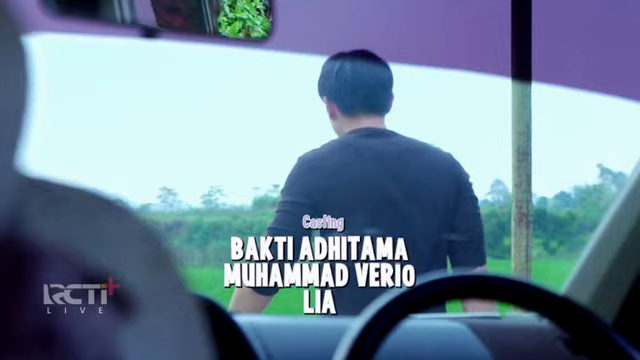 Casting
BAKTI ADHITAMA
MUHAMMAD VERIO
LIA
RCTI+
LIVE